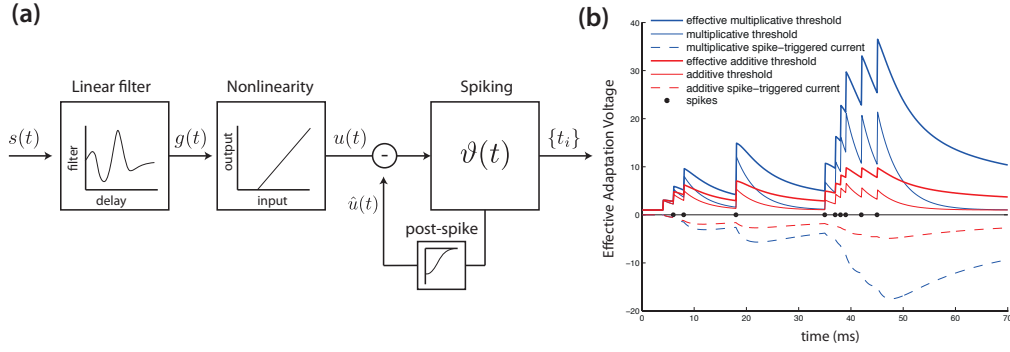 (a)
Linear filter
Nonlinearity
Spiking
s(t)
filter
delay
g(t)
output
input
u(t)
-
ϑ(t)
{t_i}
û(t)
post-spike
(b)
effective multiplicative threshold
multiplicative threshold
multiplicative spike-triggered current
effective additive threshold
additive threshold
additive spike-triggered current
spikes
Effective Adaptation Voltage
40
30
20
10
0
−10
−20
0 10 20 30 40 50 60 70
time (ms)